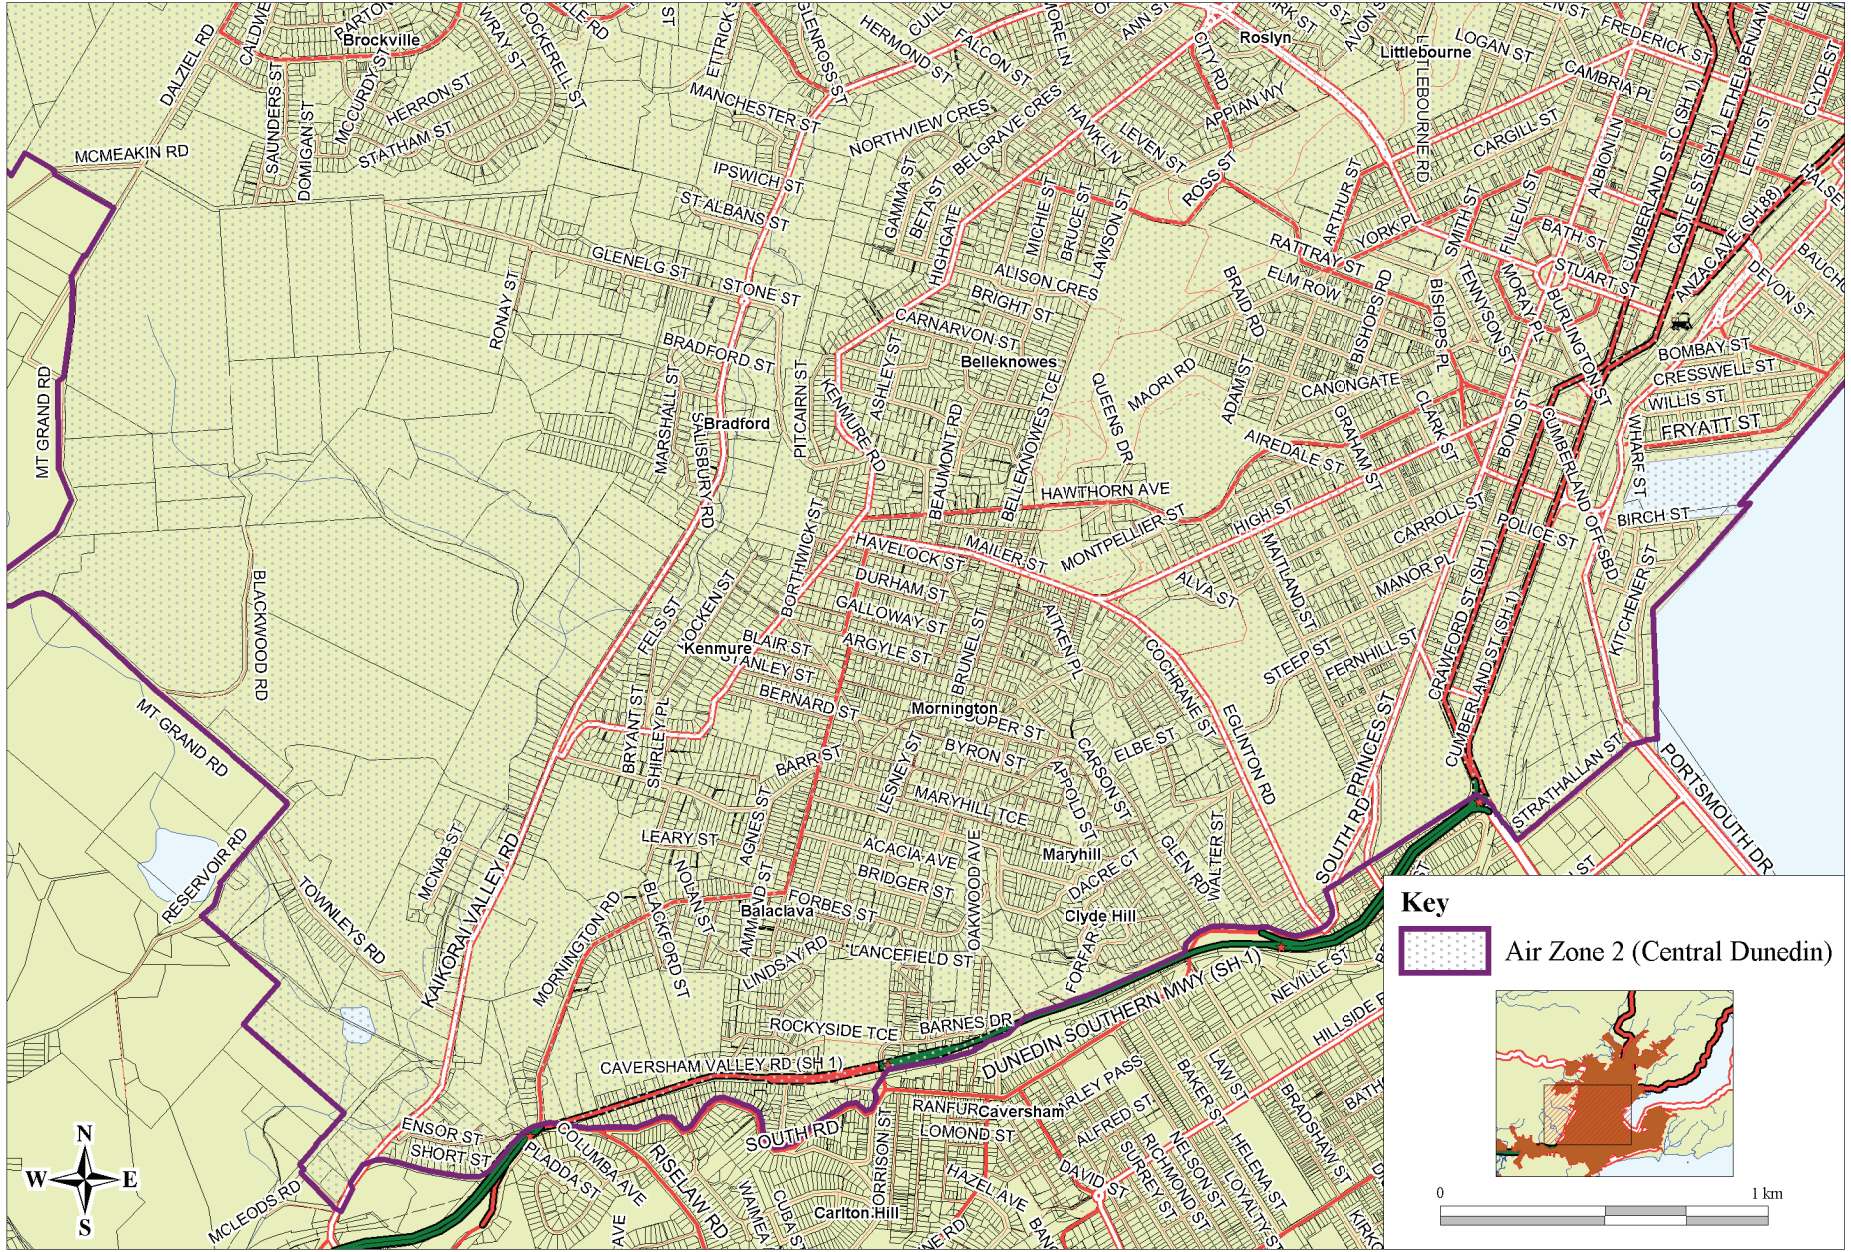 Brockville
Roslyn
Littlebourne
DALZIEL RD
SAUNDERS ST
DOMIGAN ST
MCCURDY ST
HERRON ST
STATHAM ST
WRAY ST
COCKERELL ST
MCMEAKIN RD
GLENROSS ST
HERMOND ST
FALCON ST
ANN ST
CITY RD
LOGAN ST
FREDERICK ST
CAMBRIA PL
CLYDE ST
MANCHESTER ST
NORTHVIEW CRES
BELGRAVE CRES
HAWK LN
LEVEN ST
APPIAN WY
LITTLEBOURNE RD
CARGILL ST
ALBION LN
CUMBERLAND ST C (SH 1)
CASTLE ST (SH 1)
LEITH ST
IPSWICH ST
ST ALBANS ST
GAMMA ST
BETA ST
HIGHGATE
MICHIE ST
BRUCE ST
LAWSON ST
ROSS ST
ARTHUR ST
YORK PL
RATTRAY ST
SMITH ST
FILLEUL ST
BATH ST
STUART ST
ANZAC AVE (SH 88)
DEVON ST
GLENELG ST
STONE ST
RONAY ST
ALISON CRES
BRIGHT ST
CARNARVON ST
ELM ROW
BRAID RD
BISHOPS RD
BISHOPS PL
TENNYSON ST
MORAY PL
BURLINGTON ST
BOMBAY ST
CRESSWELL ST
WILLIS ST
FRYATT ST
BRADFORD ST
MARSHALL ST
SALISBURY RD
Bradford
PITCAIRN ST
KENMURE RD
ASHLEY ST
Belleknowes
BEAUMONT RD
BELLEKNOWES TCE
QUEENS DR
MAORI RD
ADAM ST
CANONGATE
GRAHAM ST
CLARK ST
AIREDALE ST
BOND ST
CUMBERLAND OFF SBD
WHARF ST
BIRCH ST
MT GRAND RD
HAWTHORN AVE
MONTPELLIER ST
HIGH ST
CARROLL ST
POLICE ST
BORTHWICK ST
HAVELOCK ST
MAILER ST
DURHAM ST
GALLOWAY ST
ARGYLE ST
ALVA ST
MAITLAND ST
MANOR PL
CRAWFORD ST (SH 1)
CUMBERLAND ST (SH 1)
KITCHENER ST
BLACKWOOD RD
FELS ST
Kenmure
BLAIR ST
STANLEY ST
BERNARD ST
BRUNEL ST
AITKEN PL
COCHRANE ST
STEEP ST
FERNHILL ST
Mornington
BRYANT ST
SHIRLEY PL
BARR ST
LESNEY ST
BYRON ST
CARSON ST
ELBE ST
EGLINTON RD
PRINCES ST
STRATHALLAN ST
PORTSMOUTH DR
MT GRAND RD
APPOLD ST
MARYHILL TCE
LEARY ST
AGNES ST
ACACIA AVE
BRIDGER ST
Maryhill
DACRE CT
GLEN RD
WALTER ST
SOUTH RD
RESERVOIR RD
TOWNLEYS RD
MCNAB ST
KAIKORAI VALLEY RD
MORNINGTON RD
BLACKFORD ST
NOLAN ST
Balaclava
FORBES ST
OAKWOOD AVE
Clyde Hill
FORFAR ST
LINDSAY RD
LANCEFIELD ST
ROCKYSIDE TCE
BARNES DR
DUNEDIN SOUTHERN MWY (SH 1)
NEVILLE ST
CAVERSHAM VALLEY RD (SH 1)
Caversham
LOMOND ST
ALFRED ST
BAKER ST
LAW ST
BRADSHAW ST
ENSOR ST
SHORT ST
COLUMBA AVE
CLADDA ST
RISELAW RD
SOUTH RD
HAZEL AVE
DAVID ST
SURREY ST
RICHMOND ST
NELSON ST
HELENA ST
LOYALTY ST
Carlton Hill
CUBA ST
MCLEODS RD
N
W E
S
Key
Air Zone 2 (Central Dunedin)
0 1 km